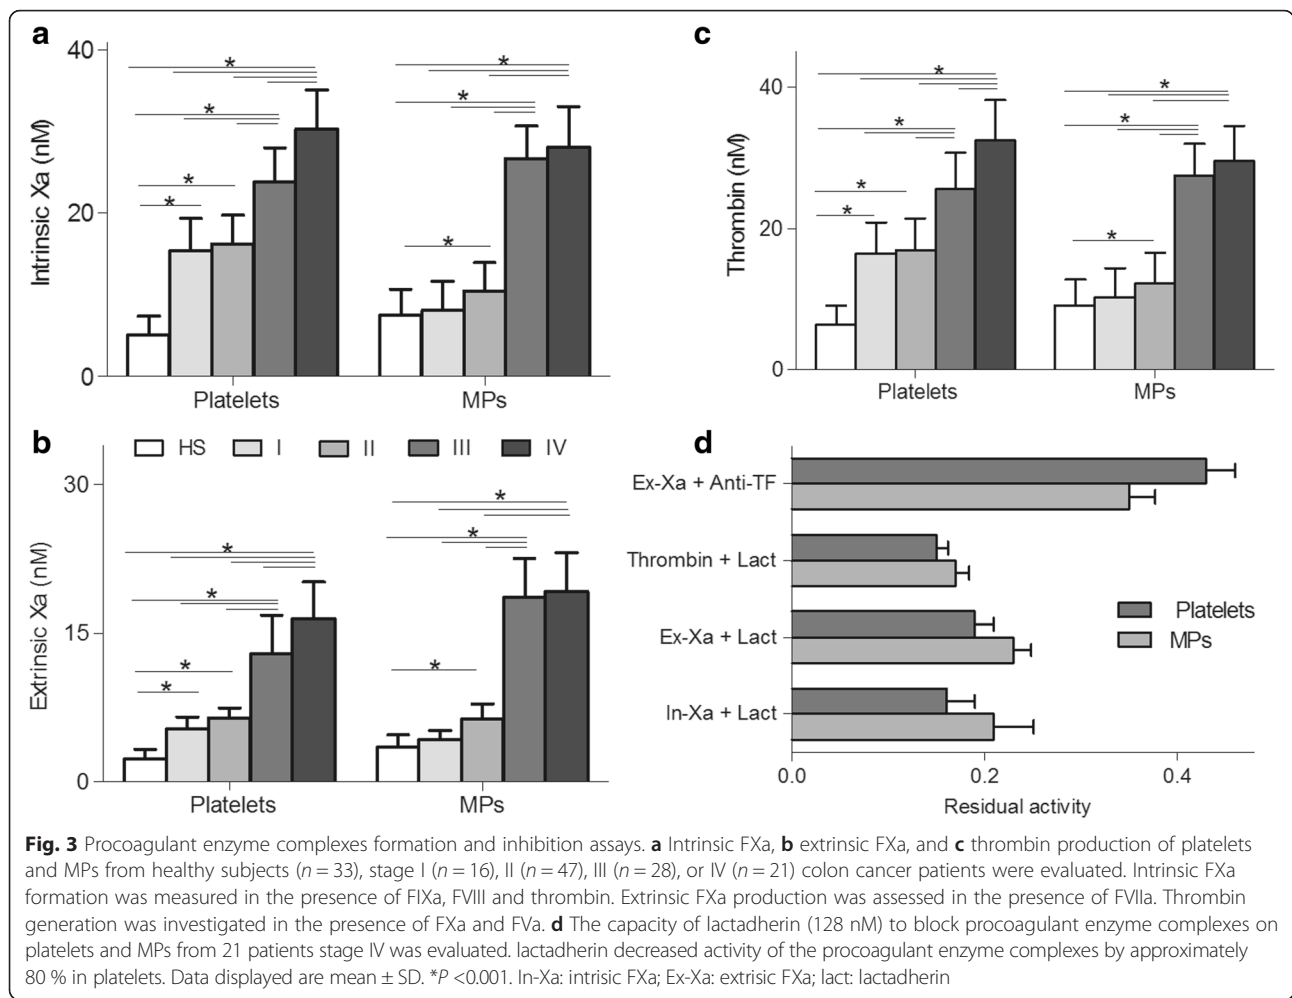 a
40
20
0
Intrinsic Xa (nM)
* * * * * * *
Platelets
MPs
c
40
20
0
Thrombin (nM)
* * * * * * *
Platelets
MPs
b
HS I II III IV
30
15
0
Extrinsic Xa (nM)
* * * * * * *
Platelets
MPs
d
Ex-Xa + Anti-TF
Thrombin + Lact
Ex-Xa + Lact
In-Xa + Lact
Platelets
MPs
0.0 0.2 0.4
Residual activity
Fig. 3 Procoagulant enzyme complexes formation and inhibition assays. a Intrinsic FXa, b extrinsic FXa, and c thrombin production of platelets
and MPs from healthy subjects (n = 33), stage I (n = 16), II (n = 47), III (n = 28), or IV (n = 21) colon cancer patients were evaluated. Intrinsic FXa
formation was measured in the presence of FIXa, FVIII and thrombin. Extrinsic FXa production was assessed in the presence of FVIIa. Thrombin
generation was investigated in the presence of FXa and FVa. d The capacity of lactadherin (128 nM) to block procoagulant enzyme complexes on
platelets and MPs from 21 patients stage IV was evaluated. lactadherin decreased activity of the procoagulant enzyme complexes by approximately
80 % in platelets. Data displayed are mean ± SD. *P <0.001. In-Xa: intrisic FXa; Ex-Xa: extrisic FXa; lact: lactadherin